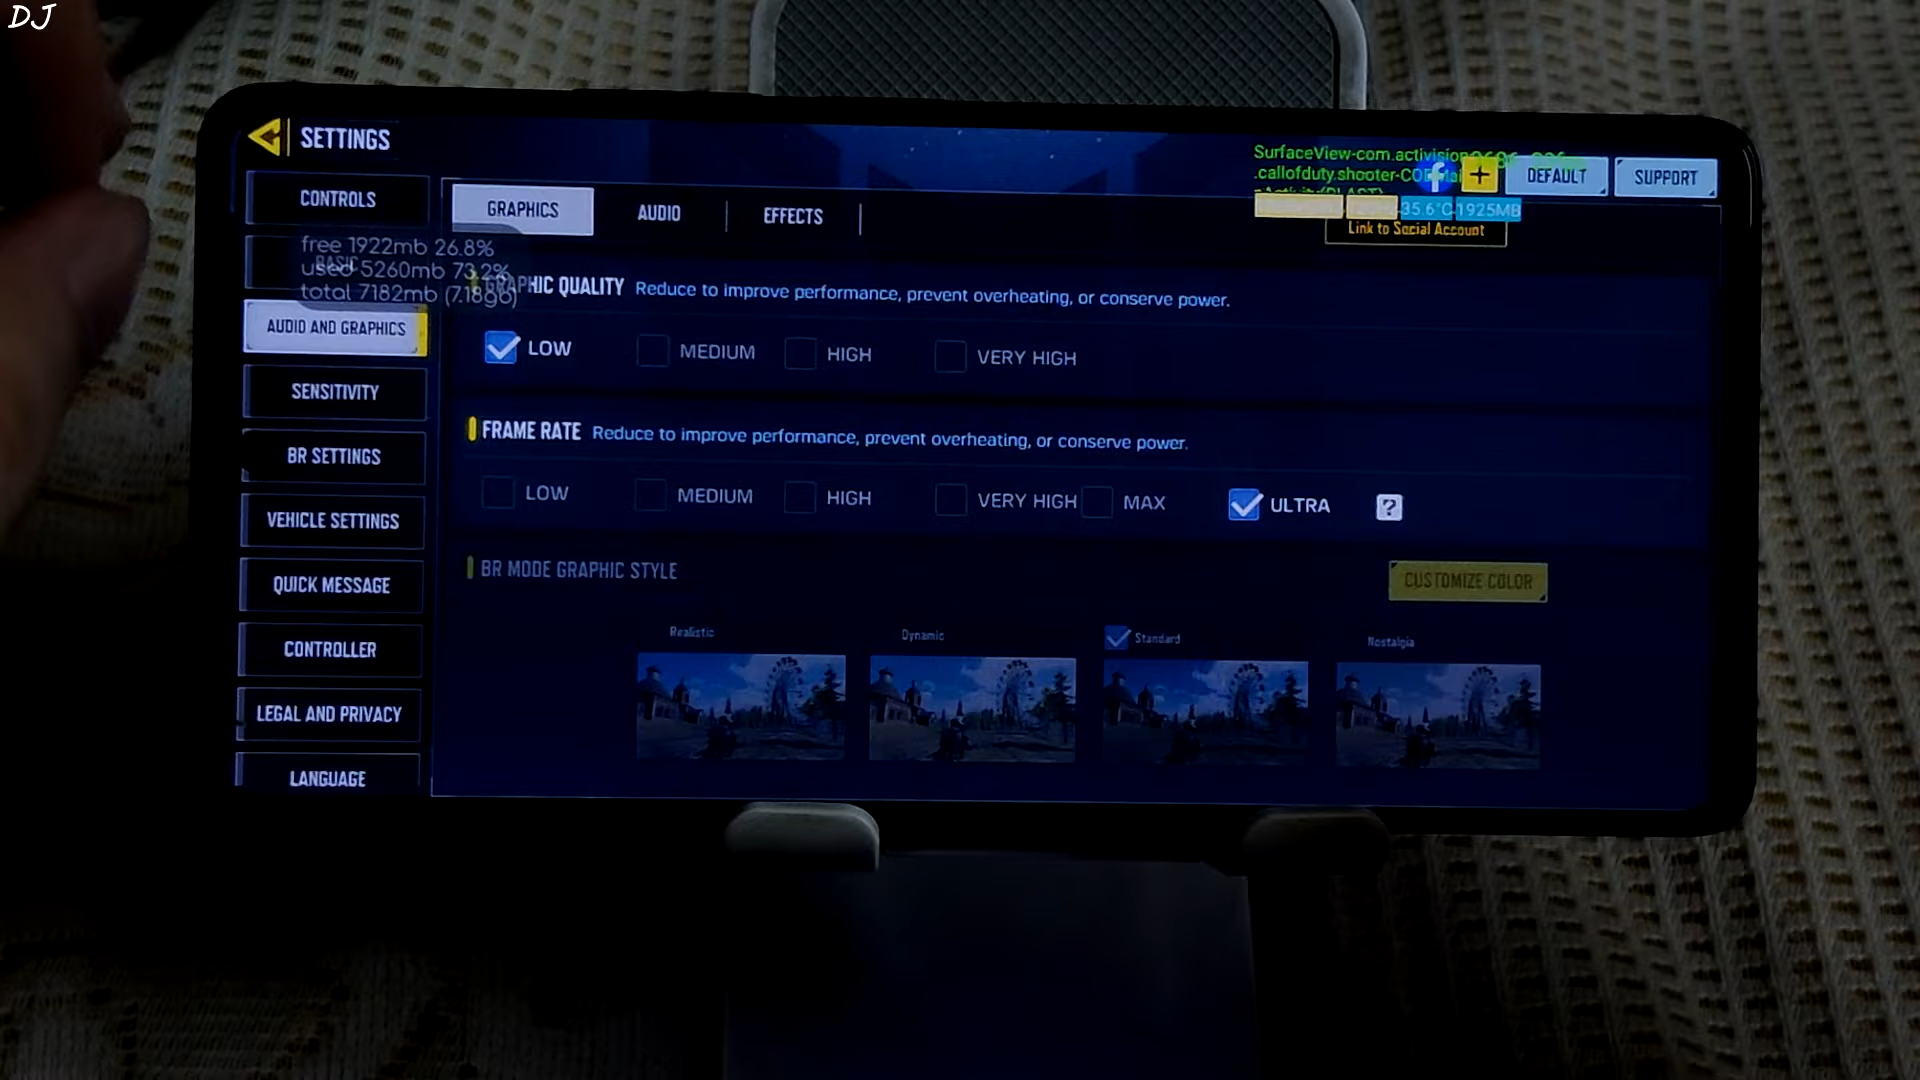 DJ
SETTINGS
SurfaceView-com.activision
.callofduty.shooter-COD
DEFAULT
SUPPORT
35.6°C 1925MB
Link to Social Account
CONTROLS
GRAPHICS
AUDIO
EFFECTS
free 1922mb 26.8%
BASIC
used 5260mb 73.2%
total 7182mb (7.18gb)
GRAPHIC QUALITY Reduce to improve performance, prevent overheating, or conserve power.
AUDIO AND GRAPHICS
LOW
MEDIUM
HIGH
VERY HIGH
SENSITIVITY
FRAME RATE Reduce to improve performance, prevent overheating, or conserve power.
BR SETTINGS
LOW
MEDIUM
HIGH
VERY HIGH
MAX
ULTRA
?
VEHICLE SETTINGS
BR MODE GRAPHIC STYLE
CUSTOMIZE COLOR
QUICK MESSAGE
Realistic
Dynamic
Standard
Nostalgia
CONTROLLER
LEGAL AND PRIVACY
LANGUAGE